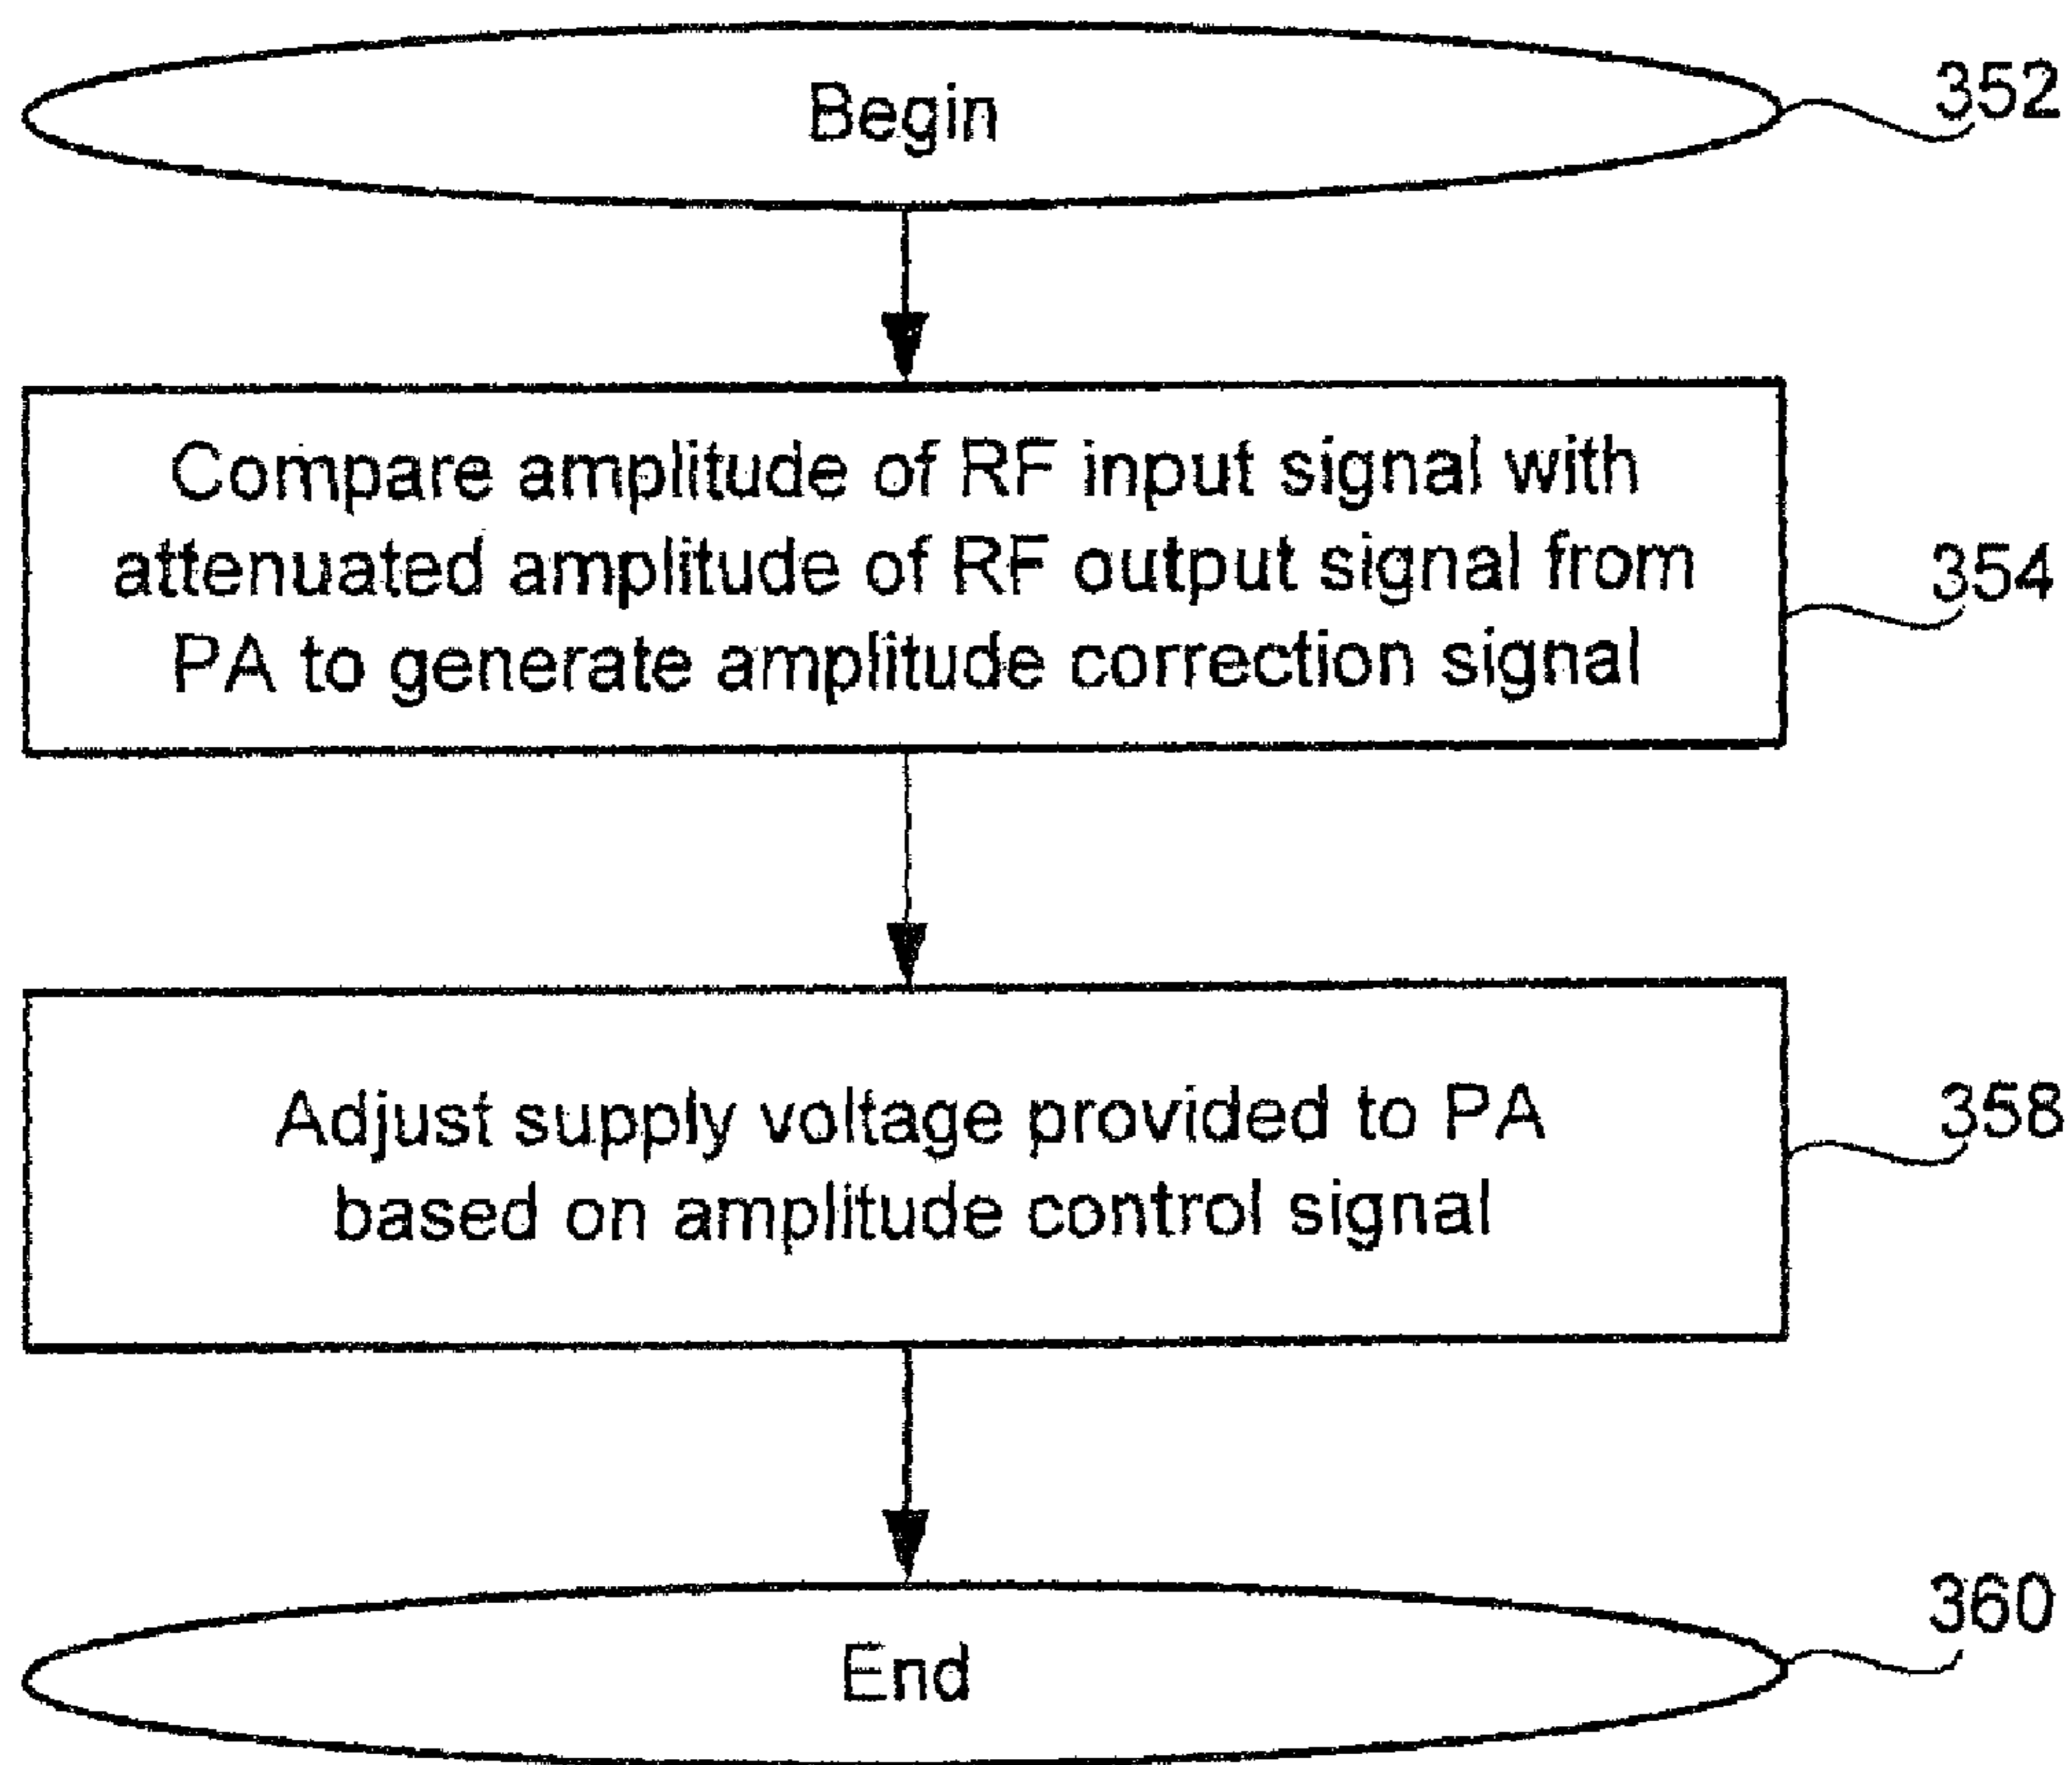 Begin
352
Compare amplitude of RF input signal with
attenuated amplitude of RF output signal from
PA to generate amplitude correction signal
354
Adjust supply voltage provided to PA
based on amplitude control signal
358
End
360